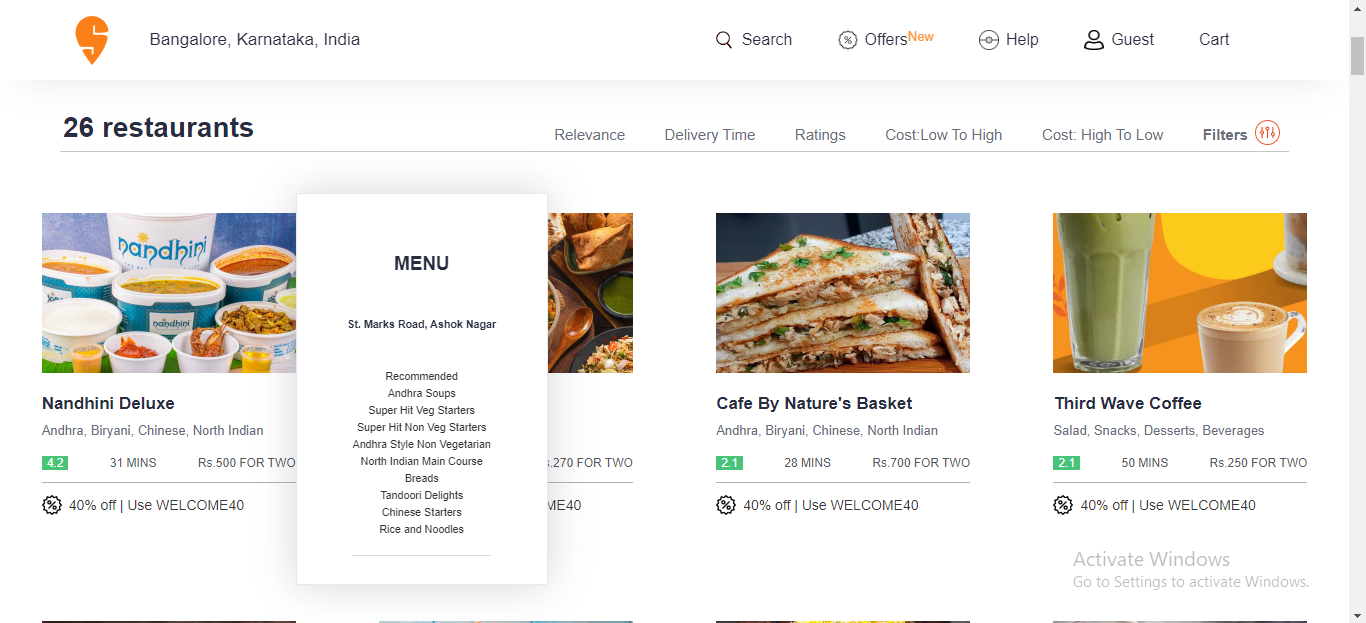 Bangalore, Karnataka, India
Search
Offers New
Help
Guest
Cart
26 restaurants
Relevance
Delivery Time
Ratings
Cost:Low To High
Cost: High To Low
Filters
nandhini
nandhini
MENU
St. Marks Road, Ashok Nagar
Recommended
Andhra Soups
Super Hit Veg Starters
Super Hit Non Veg Starters
Andhra Style Non Vegetarian
North Indian Main Course
Breads
Tandoori Delights
Chinese Starters
Rice and Noodles
Nandhini Deluxe
Andhra, Biryani, Chinese, North Indian
4.2 31 MINS Rs.500 FOR TWO
40% off | Use WELCOME40
s.270 FOR TWO
ME40
Cafe By Nature's Basket
Andhra, Biryani, Chinese, North Indian
2.1 28 MINS Rs.700 FOR TWO
40% off | Use WELCOME40
Third Wave Coffee
Salad, Snacks, Desserts, Beverages
2.1 50 MINS Rs.250 FOR TWO
40% off | Use WELCOME40
Activate Windows
Go to Settings to activate Windows.